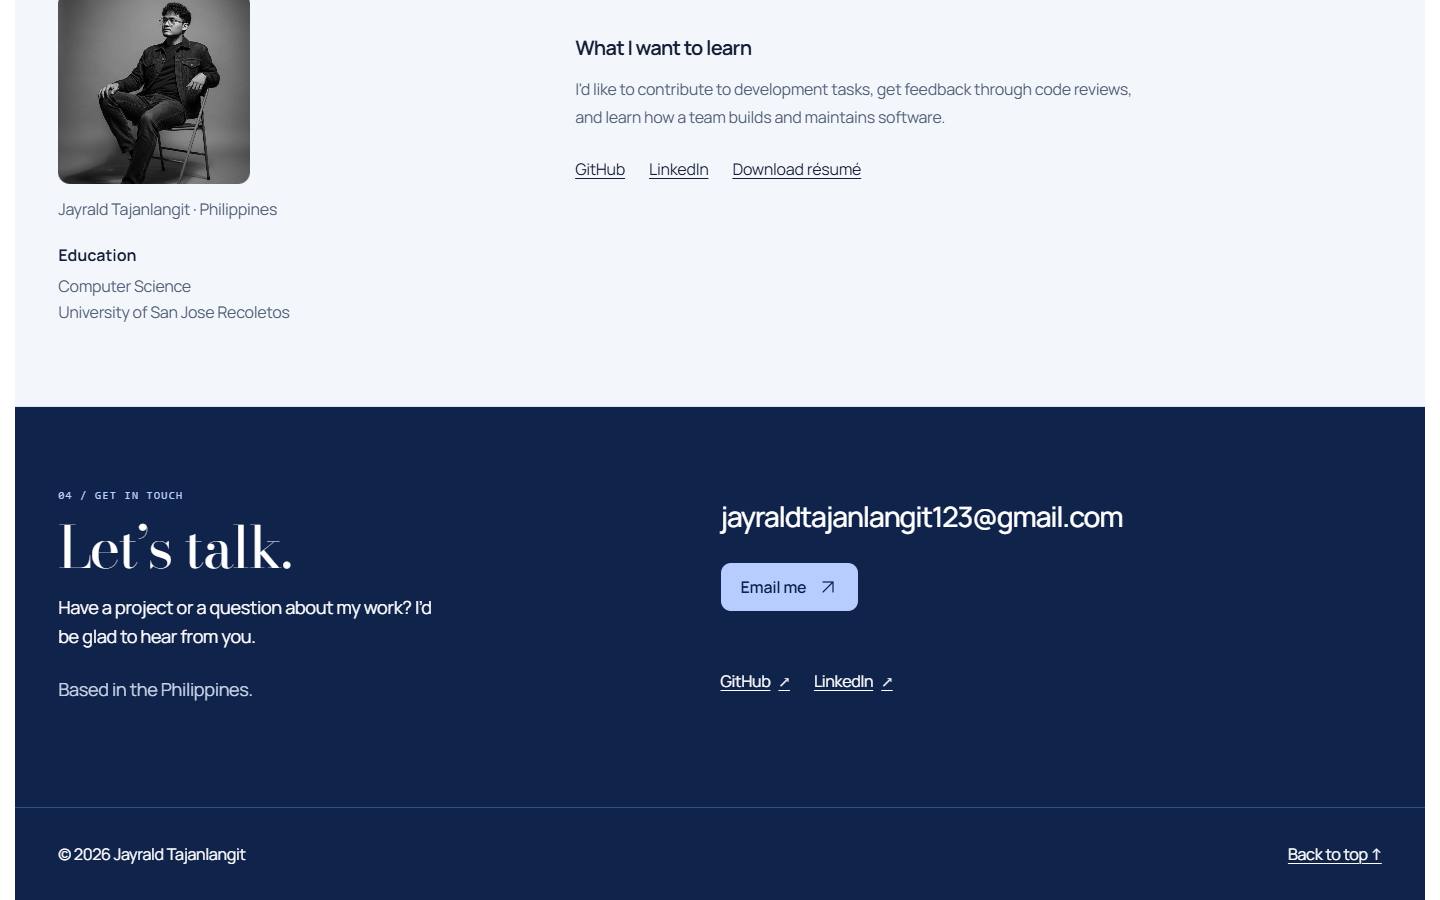 What I want to learn
I'd like to contribute to development tasks, get feedback through code reviews,
and learn how a team builds and maintains software.
GitHub LinkedIn Download résumé
Jayrald Tajanlangit · Philippines
Education
Computer Science
University of San Jose Recoletos
04 / GET IN TOUCH
Let’s talk.
Have a project or a question about my work? I’d
be glad to hear from you.
Based in the Philippines.
jayraldtajanlangit123@gmail.com
Email me
GitHub ↗ LinkedIn ↗
© 2026 Jayrald Tajanlangit
Back to top ↑